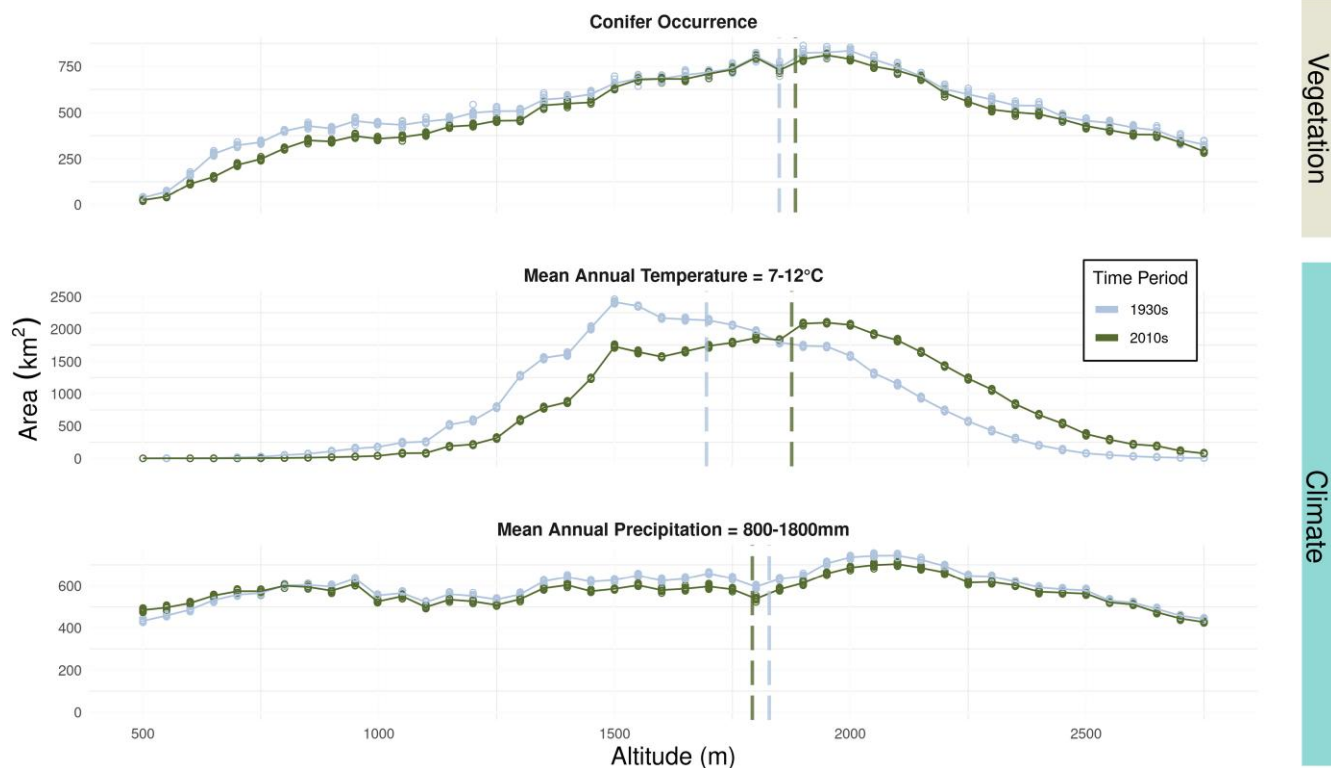 Conifer Occurrence
750
500
250
0
Vegetation
Mean Annual Temperature = 7-12°C
2500
2000
1500
1000
500
0
Time Period
1930s
2010s
Area (km²)
Mean Annual Precipitation = 800-1800mm
600
400
200
0
Climate
500 1000 1500 2000 2500
Altitude (m)